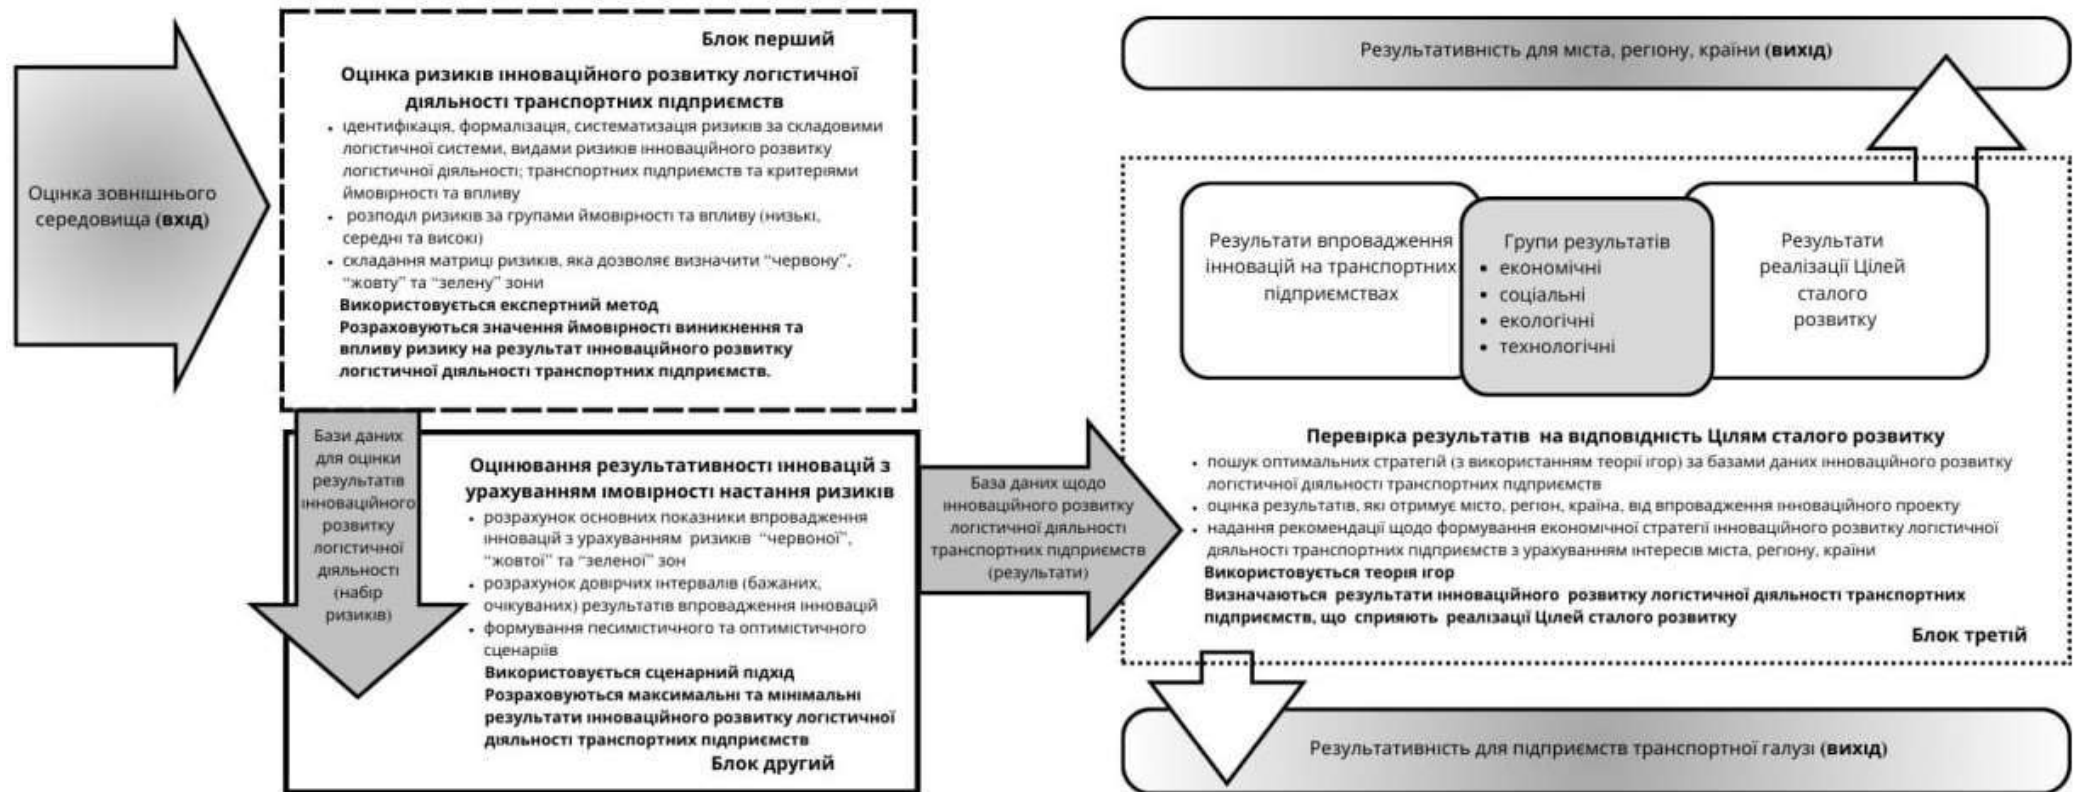 Оцінка зовнішнього
середовища (вхід)
Блок перший
Оцінка ризиків інноваційного розвитку логістичної
діяльності транспортних підприємств
• ідентифікація, формалізація, систематизація ризиків за складовими
логістичної системи, видами ризиків інноваційного розвитку
логістичної діяльності; транспортних підприємств та критеріями
ймовірності та впливу
• розподіл ризиків за групами ймовірності та впливу (низькі,
середні та високі)
• складання матриці ризиків, яка дозволяє визначити “червону”,
“жовту” та “зелену” зони
Використовується експертний метод
Розраховуються значення ймовірності виникнення та
впливу ризику на результат інноваційного розвитку
логістичної діяльності транспортних підприємств.
Бази даних
для оцінки
результатів
інноваційного
розвитку
логістичної
діяльності
(набір
ризиків)
Оцінювання результативності інновацій з
урахуванням імовірності настання ризиків
• розрахунок основних показники впровадження
інновацій з урахуванням ризиків “червоної”,
“жовтої” та “зеленої” зон
• розрахунок довірчих інтервалів (бажаних,
очікуваних) результатів впровадження інновацій
• формування песимістичного та оптимістичного
сценаріїв
Використовується сценарний підхід
Розраховуються максимальні та мінімальні
результати інноваційного розвитку логістичної
діяльності транспортних підприємств
Блок другий
База даних щодо
інноваційного розвитку
логістичної діяльності
транспортних підприємств
(результати)
Результативність для міста, регіону, країни (вихід)
Результати впровадження
інновацій на транспортних
підприємствах
Групи результатів
• економічні
• соціальні
• екологічні
• технологічні
Результати
реалізації Цілей
сталого
розвитку
Перевірка результатів на відповідність Цілям сталого розвитку
• пошук оптимальних стратегій (з використанням теорії ігор) за базами даних інноваційного розвитку
логістичної діяльності транспортних підприємств
• оцінка результатів, які отримує місто, регіон, країна, від впровадження інноваційного проекту
• надання рекомендації щодо формування економічної стратегії інноваційного розвитку логістичної
діяльності транспортних підприємств з урахуванням інтересів міста, регіону, країни
Використовується теорія ігор
Визначаються результати інноваційного розвитку логістичної діяльності транспортних
підприємств, що сприяють реалізації Цілей сталого розвитку
Блок третій
Результативність для підприємств транспортної галузі (вихід)